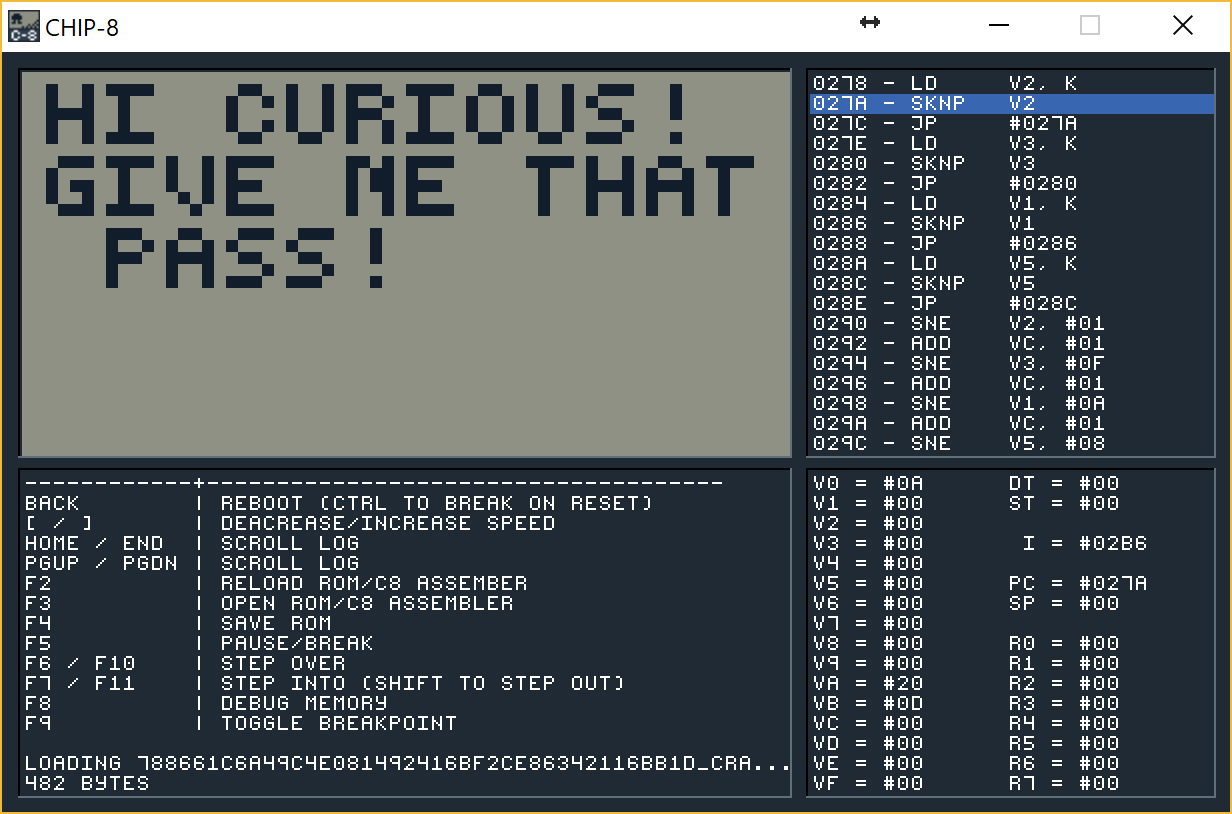 C-8 CHIP-8
HI CURIOUS!
GIVE ME THAT
PASS!
0278 - LD V2, K
027A - SKNP V2
027C - JP #027A
027E - LD V3, K
0280 - SKNP V3
0282 - JP #0280
0284 - LD V1, K
0286 - SKNP V1
0288 - JP #0286
028A - LD V5, K
028C - SKNP V5
028E - JP #028C
0290 - SNE V2, #01
0292 - ADD VC, #01
0294 - SNE V3, #0F
0296 - ADD VC, #01
0298 - SNE V1, #0A
029A - ADD VC, #01
029C - SNE V5, #08
-------------+--------------------------------------
BACK | REBOOT (CTRL TO BREAK ON RESET)
[ / ] | DEACREASE/INCREASE SPEED
HOME / END | SCROLL LOG
PGUP / PGDN | SCROLL LOG
F2 | RELOAD ROM/C8 ASSEMBER
F3 | OPEN ROM/C8 ASSEMBLER
F4 | SAVE ROM
F5 | PAUSE/BREAK
F6 / F10 | STEP OVER
F7 / F11 | STEP INTO (SHIFT TO STEP OUT)
F8 | DEBUG MEMORY
F9 | TOGGLE BREAKPOINT
LOADING 788661C6A49C4E081492416BF2CE86342116BB1D_CRA...
482 BYTES
V0 = #0A DT = #00
V1 = #00 ST = #00
V2 = #00
V3 = #00 I = #02B6
V4 = #00
V5 = #00 PC = #027A
V6 = #00 SP = #00
V7 = #00
V8 = #00 R0 = #00
V9 = #00 R1 = #00
VA = #20 R2 = #00
VB = #0D R3 = #00
VC = #00 R4 = #00
VD = #00 R5 = #00
VE = #00 R6 = #00
VF = #00 R7 = #00